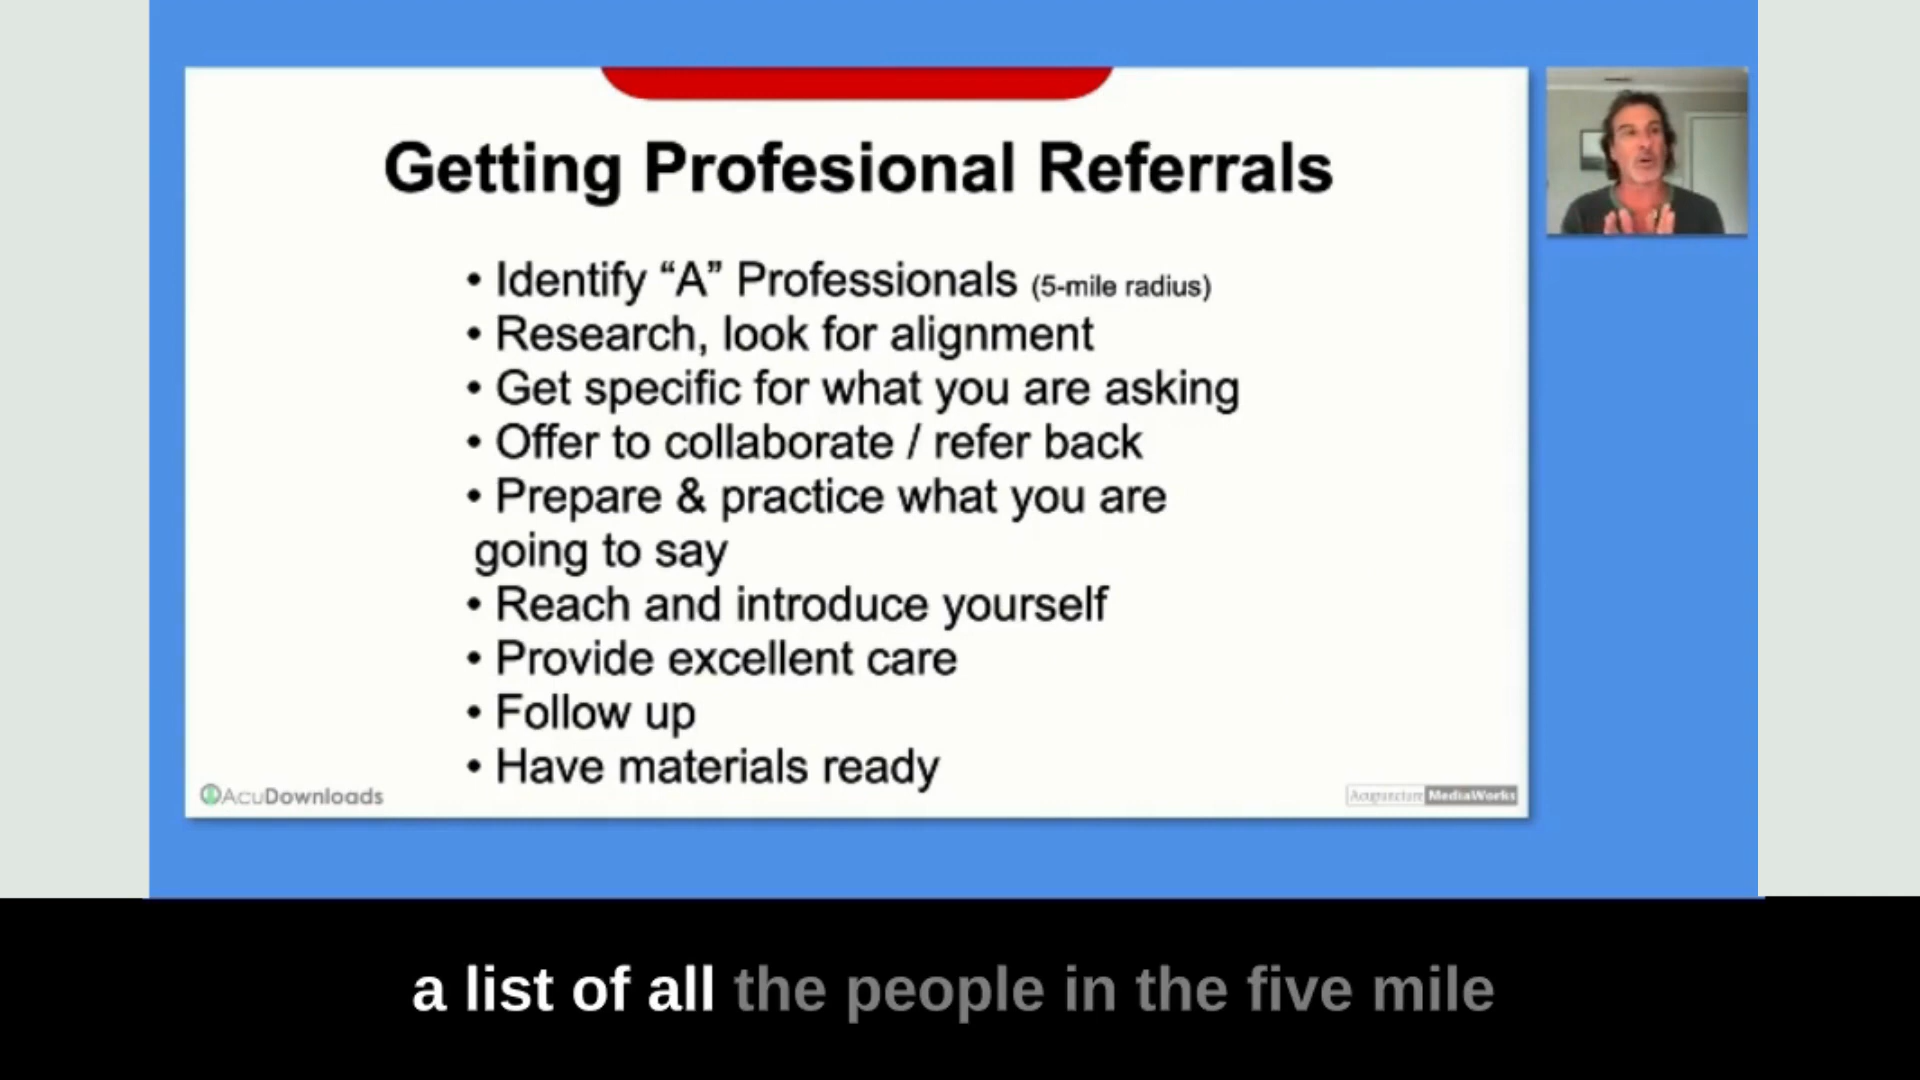 Getting Profesional Referrals
• Identify “A” Professionals (5-mile radius)
• Research, look for alignment
• Get specific for what you are asking
• Offer to collaborate / refer back
• Prepare & practice what you are
going to say
• Reach and introduce yourself
• Provide excellent care
• Follow up
• Have materials ready
AcuDownloads
Acupuncture MediaWorks
a list of all the people in the five mile